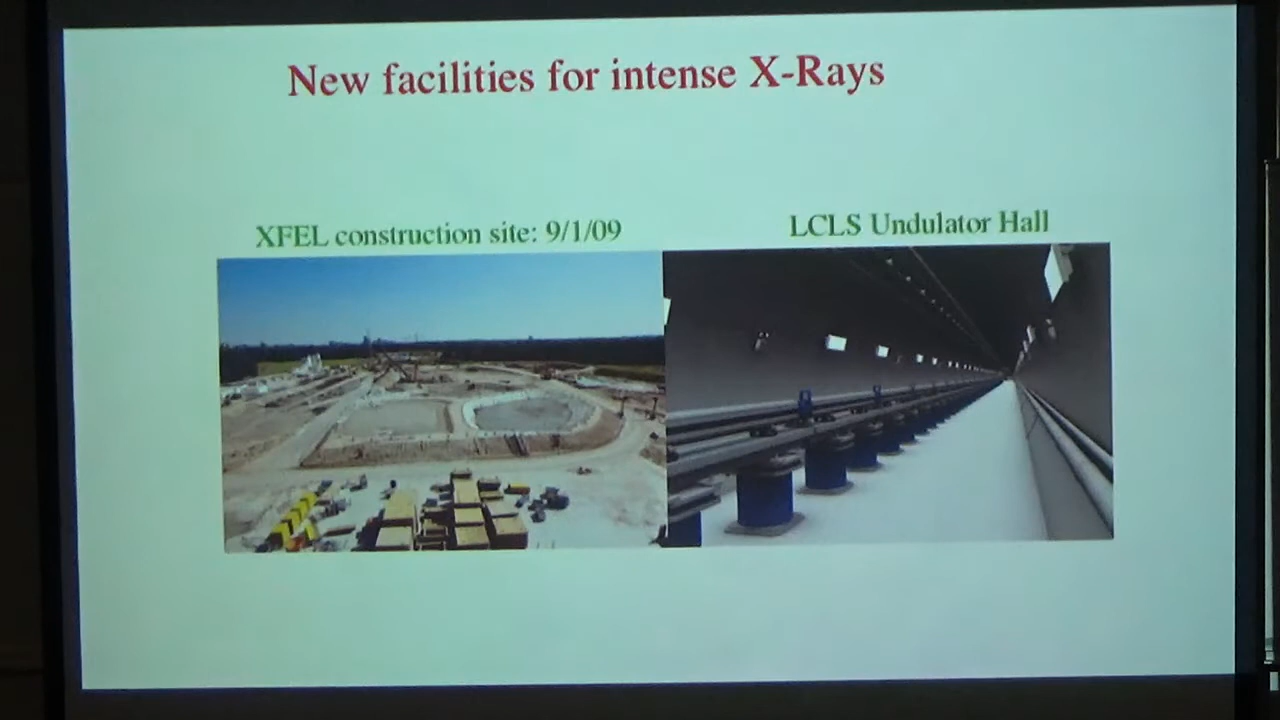 New facilities for intense X-Rays
XFEL construction site: 9/1/09
LCLS Undulator Hall